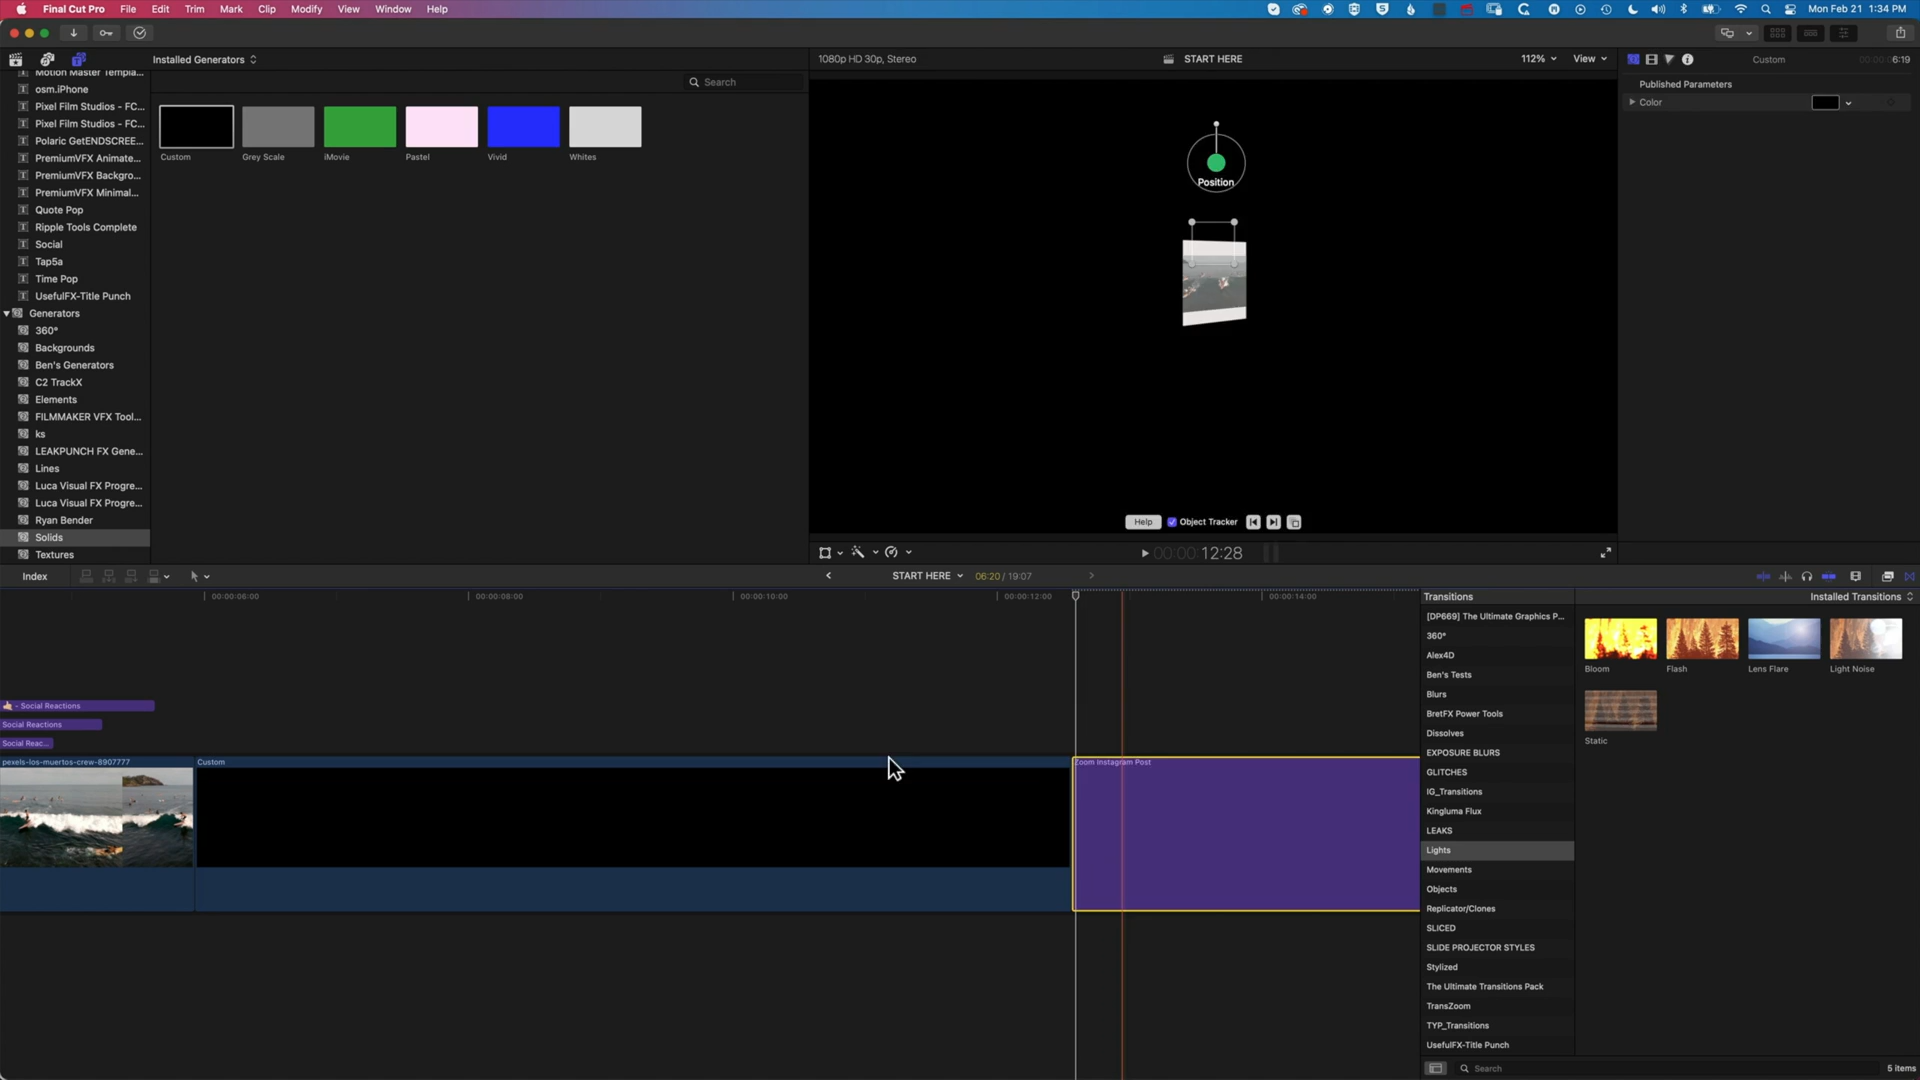 Final Cut Pro File Edit Trim Mark Clip Modify View Window Help
Mon Feb 21 1:34 PM
Installed Generators
1080p HD 30p, Stereo
START HERE
112%
View
Custom
6:19
Motion Master Templa...
osm.iPhone
Pixel Film Studios - FC...
Pixel Film Studios - FC...
Polaric GetENDSCREE...
PremiumVFX Animate...
PremiumVFX Backgro...
PremiumVFX Minimal...
Quote Pop
Ripple Tools Complete
Social
Tap5a
Time Pop
UsefulFX-Title Punch
Generators
360°
Backgrounds
Ben's Generators
C2 TrackX
Elements
FILMMAKER VFX Tool...
ks
LEAKPUNCH FX Gene...
Lines
Luca Visual FX Progre...
Luca Visual FX Progre...
Ryan Bender
Solids
Textures
Search
Custom
Grey Scale
iMovie
Pastel
Vivid
Whites
Position
Help
Object Tracker
00:00:12:28
Published Parameters
Color
Index
START HERE
06:20 / 19:07
00:00:06:00
00:00:08:00
00:00:10:00
00:00:12:00
00:00:14:00
- Social Reactions
Social Reactions
Social Reac...
pexels-los-muertos-crew-8907777
Custom
Zoom Instagram Post
Transitions
Installed Transitions
[DP669] The Ultimate Graphics P...
360°
Alex4D
Ben's Tests
Blurs
BretFX Power Tools
Dissolves
EXPOSURE BLURS
GLITCHES
IG_Transitions
Kingluma Flux
LEAKS
Lights
Movements
Objects
Replicator/Clones
SLICED
SLIDE PROJECTOR STYLES
Stylized
The Ultimate Transitions Pack
TransZoom
TYP_Transitions
UsefulFX-Title Punch
Bloom
Flash
Lens Flare
Light Noise
Static
Search
5 items